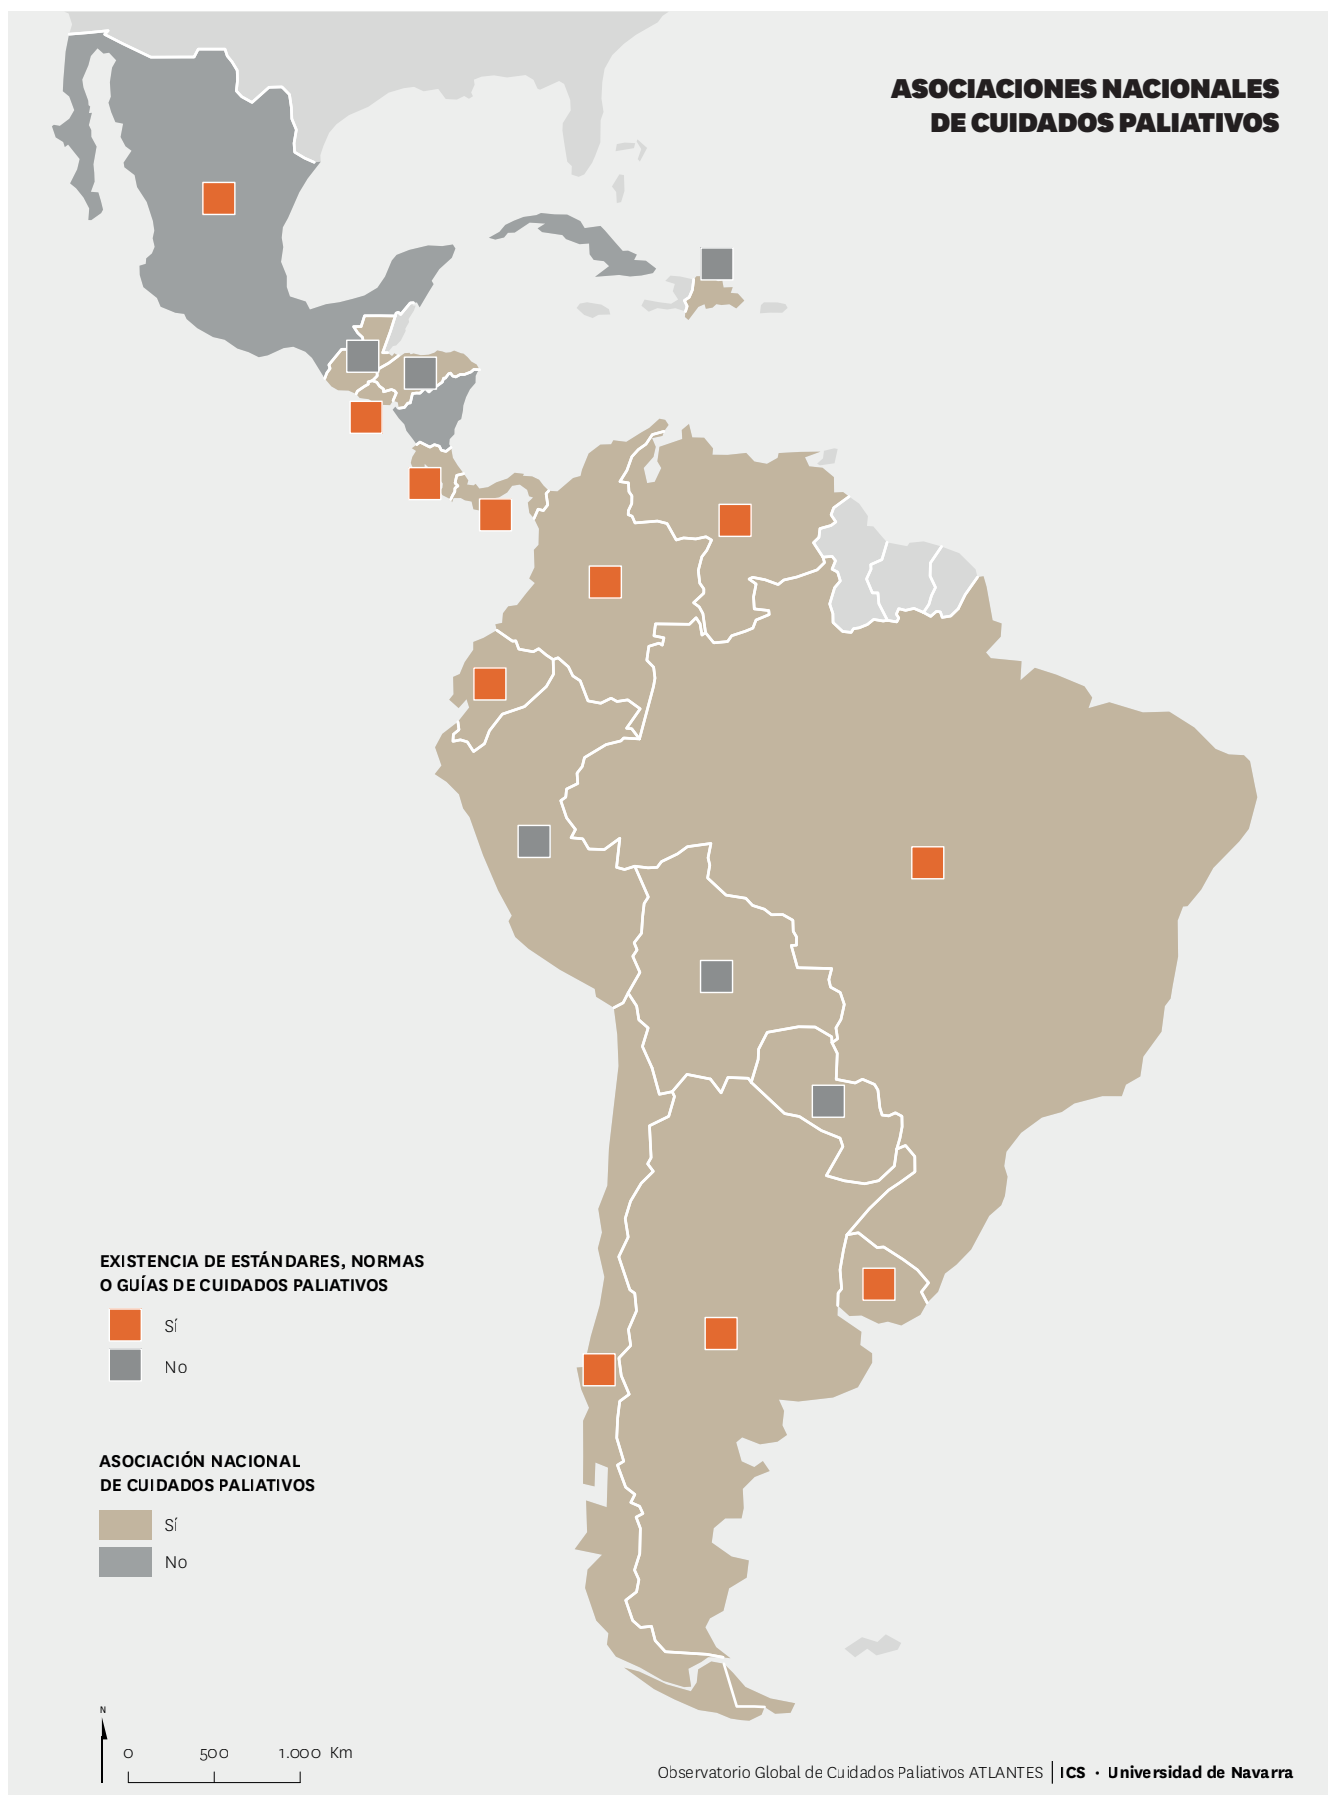 ASOCIACIONES NACIONALES
DE CUIDADOS PALIATIVOS
EXISTENCIA DE ESTÁNDARES, NORMAS
O GUÍAS DE CUIDADOS PALIATIVOS
Sí
No
ASOCIACIÓN NACIONAL
DE CUIDADOS PALIATIVOS
Sí
No
N
0 500 1.000 Km
Observatorio Global de Cuidados Paliativos ATLANTES | ICS · Universidad de Navarra